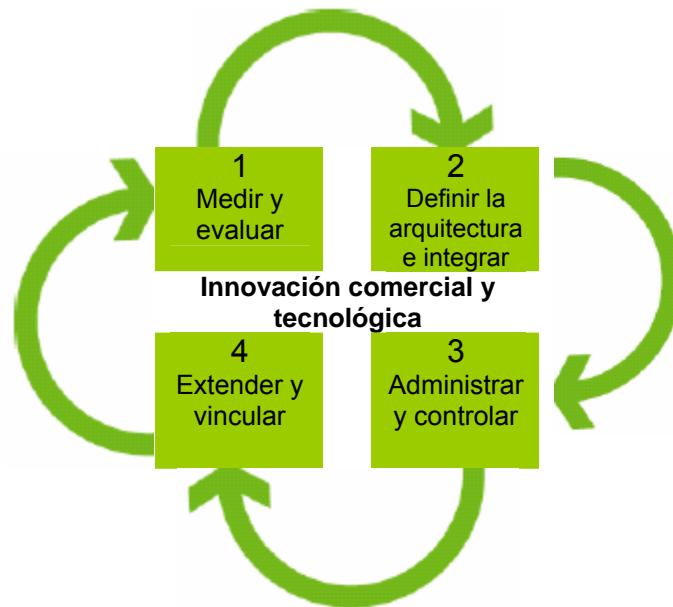 1
Medir y
evaluar
2
Definir la
arquitectura
e integrar
Innovación comercial y
tecnológica
4
Extender y
vincular
3
Administrar
y controlar